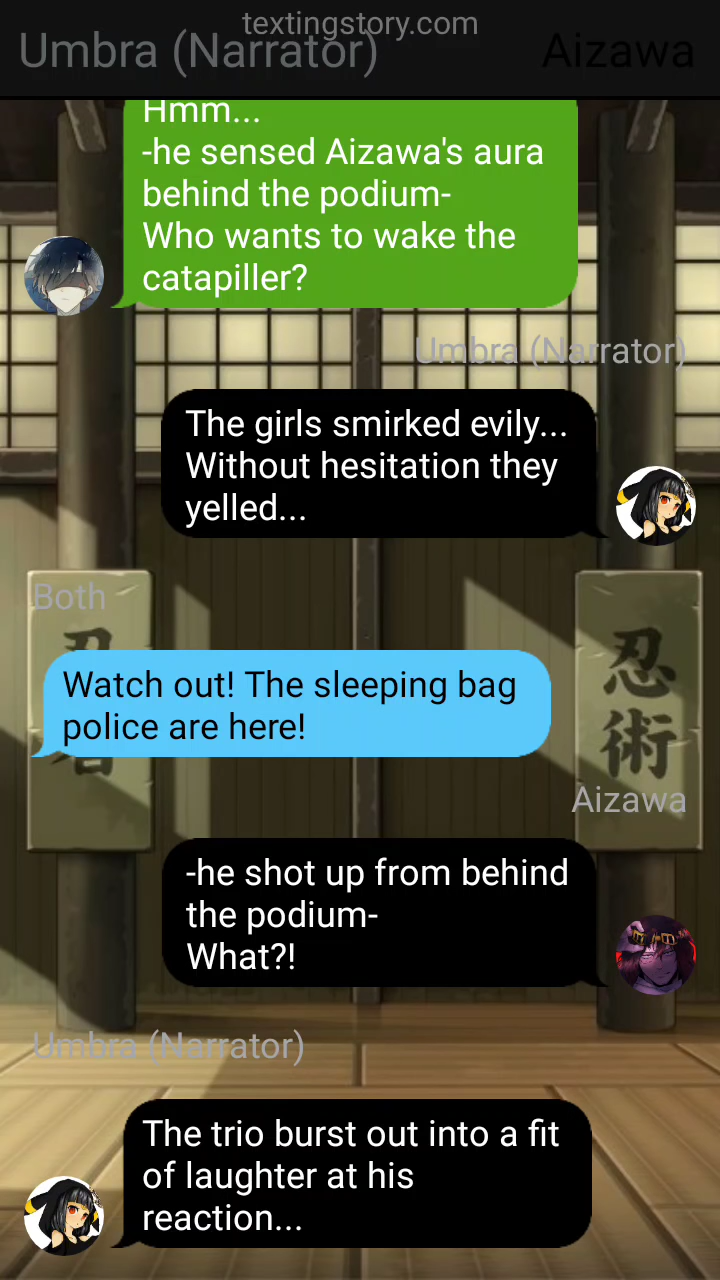 textingstory.com
Umbra (Narrator)
Aizawa
Hmm...
-he sensed Aizawa's aura
behind the podium-
Who wants to wake the
catapiller?
Umbra (Narrator)
The girls smirked evily...
Without hesitation they
yelled...
Both
Watch out! The sleeping bag
police are here!
忍
術
Aizawa
-he shot up from behind
the podium-
What?!
Umbra (Narrator)
The trio burst out into a fit
of laughter at his
reaction...